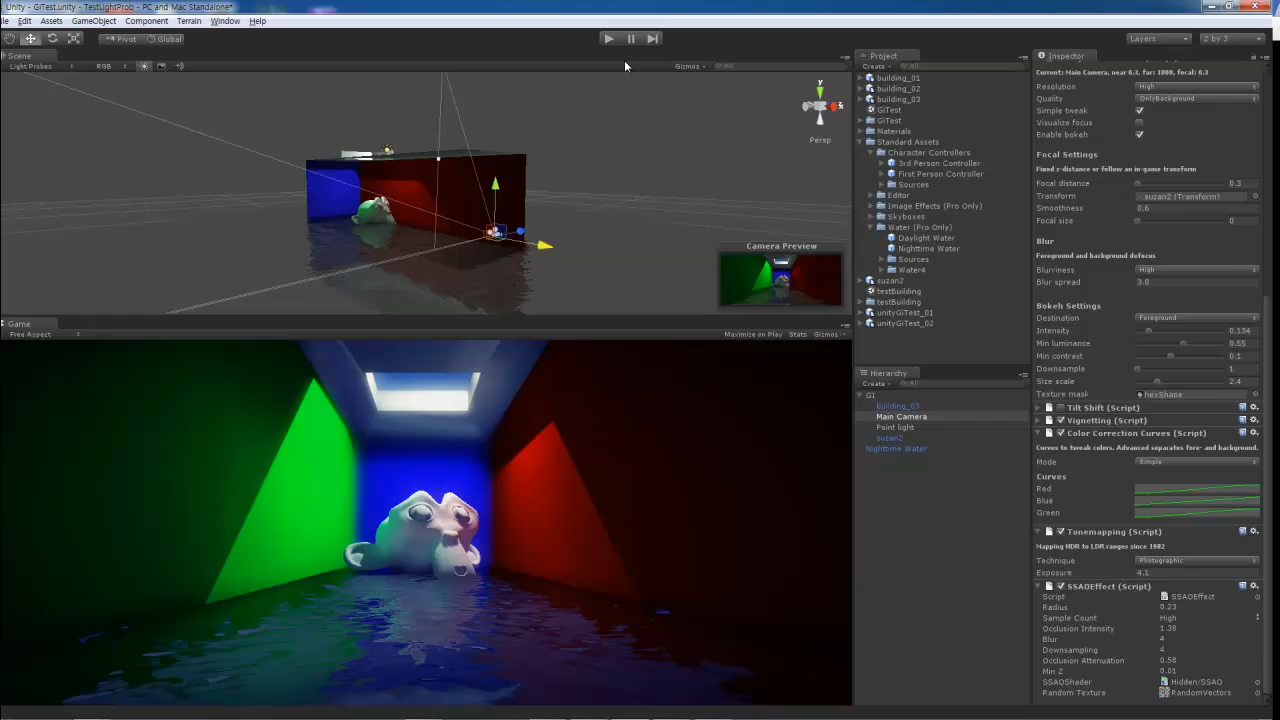 Unity - GiTest.unity - TestLightProb - PC and Mac Standalone*
Edit Assets GameObject Component Terrain Window Help
Pivot Global
Layers 2 by 3
Scene
Light Probes RGB Gizmos All
y
x
Persp
Camera Preview
Game
Free Aspect Maximize on Play Stats Gizmos
Project
Create All
building_01
building_02
building_03
GiTest
GiTest
Materials
Standard Assets
Character Controllers
3rd Person Controller
First Person Controller
Sources
Editor
Image Effects (Pro Only)
Skyboxes
Water (Pro Only)
Daylight Water
Nighttime Water
Sources
Water4
suzan2
testBuilding
testBuilding
unityGiTest_01
unityGiTest_02
Hierarchy
Create All
GI
building_03
Main Camera
Point light
suzan2
Nighttime Water
Inspector
Current: Main Camera, near 0.3, far: 1000, focal: 0.3
Resolution High
Quality OnlyBackground
Simple tweak
Visualize focus
Enable bokeh
Focal Settings
Fixed z-distance or follow an in-game transform
Focal distance 0.3
Transform suzan2 (Transform)
Smoothness 0.6
Focal size 0
Blur
Foreground and background defocus
Blurriness High
Blur spread 3.8
Bokeh Settings
Destination Foreground
Intensity 0.134
Min luminance 0.55
Min contrast 0.1
Downsample 1
Size scale 2.4
Texture mask hexShape
Tilt Shift (Script)
Vignetting (Script)
Color Correction Curves (Script)
Curves to tweak colors. Advanced separates fore- and background.
Mode Simple
Curves
Red
Blue
Green
Tonemapping (Script)
Mapping HDR to LDR ranges since 1982
Technique Photographic
Exposure 4.1
SSAOEffect (Script)
Script SSAOEffect
Radius 0.23
Sample Count High
Occlusion Intensity 1.38
Blur 4
Downsampling 4
Occlusion Attenuation 0.58
Min Z 0.01
SSAOShader Hidden/SSAO
Random Texture RandomVectors